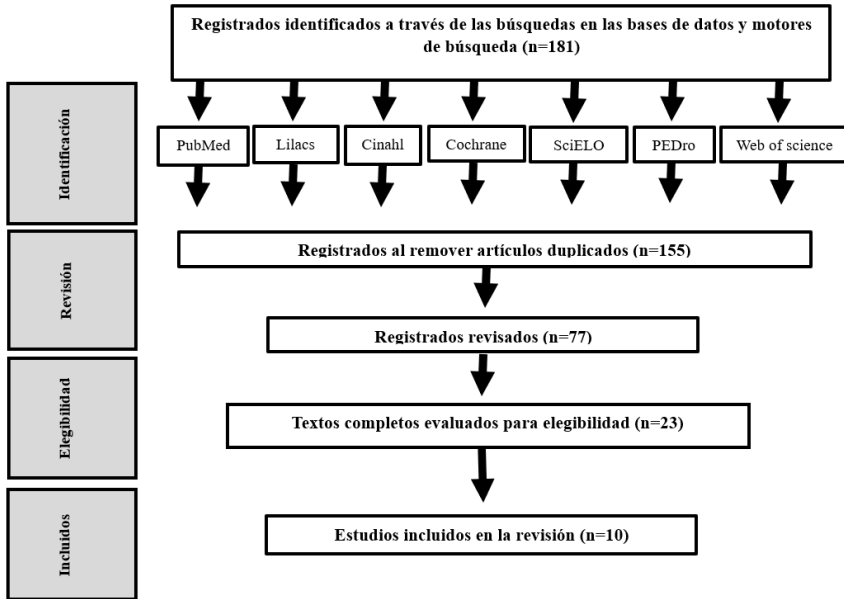 Registrados identificados a través de las búsquedas en las bases de datos y motores
de búsqueda (n=181)
Identificación
PubMed
Lilacs
Cinahl
Cochrane
SciELO
PEDro
Web of science
Revisión
Registrados al remover artículos duplicados (n=155)
Registrados revisados (n=77)
Elegibilidad
Textos completos evaluados para elegibilidad (n=23)
Incluidos
Estudios incluidos en la revisión (n=10)